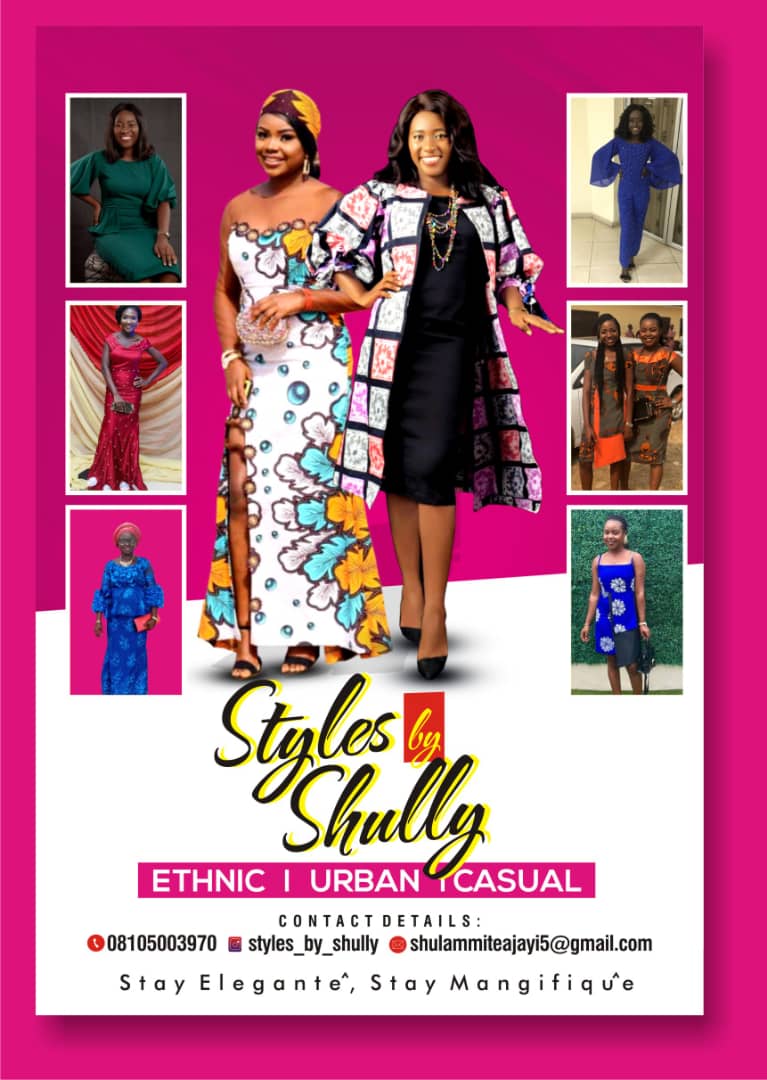 Styles by
Shully
ETHNIC | URBAN | CASUAL
CONTACT DETAILS:
08105003970 styles_by_shully shulammiteajayi5@gmail.com
Stay Elegante^, Stay Mangifiqu^e